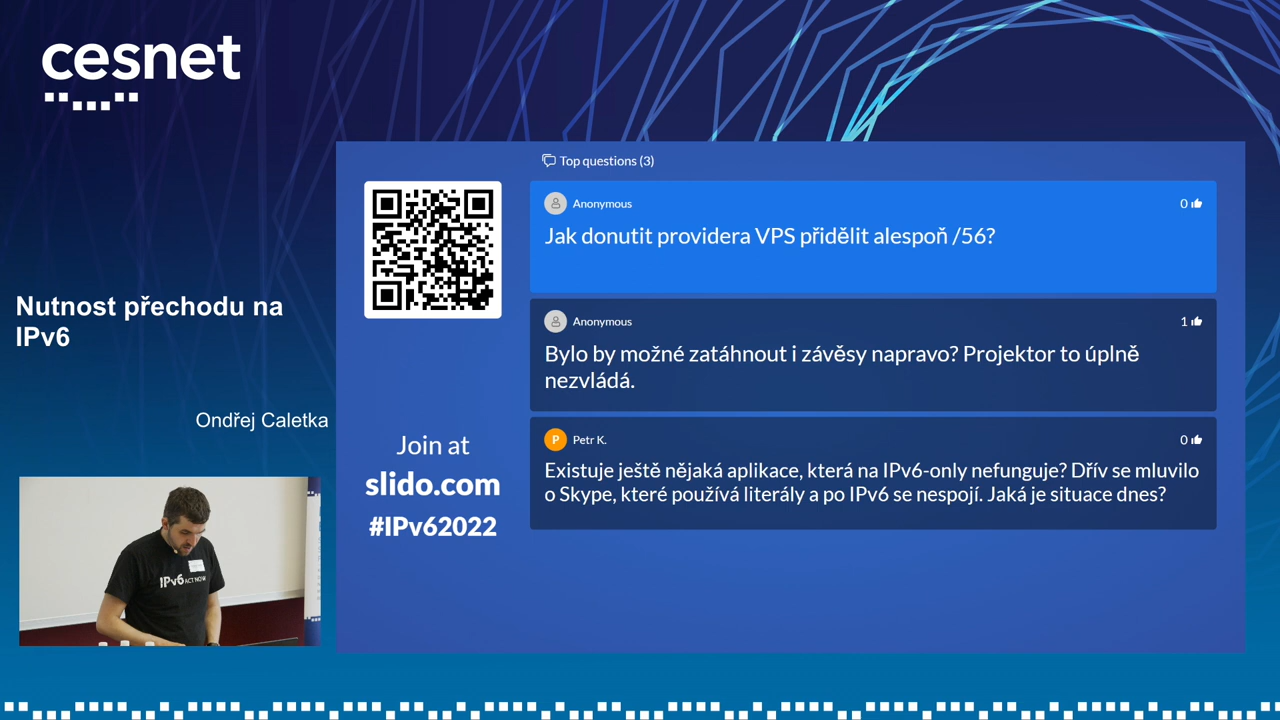 cesnet
Top questions (3)
Anonymous
0
Jak donutit providera VPS přidělit alespoň /56?
Anonymous
1
Bylo by možné zatáhnout i závěsy napravo? Projektor to úplně
nezvládá.
P
Petr K.
0
Existuje ještě nějaká aplikace, která na IPv6-only nefunguje? Dřív se mluvilo
o Skype, které používá literály a po IPv6 se nespojí. Jaká je situace dnes?
Join at
slido.com
#IPv62022
Nutnost přechodu na
IPv6
Ondřej Caletka
IPv6 ACT NOW